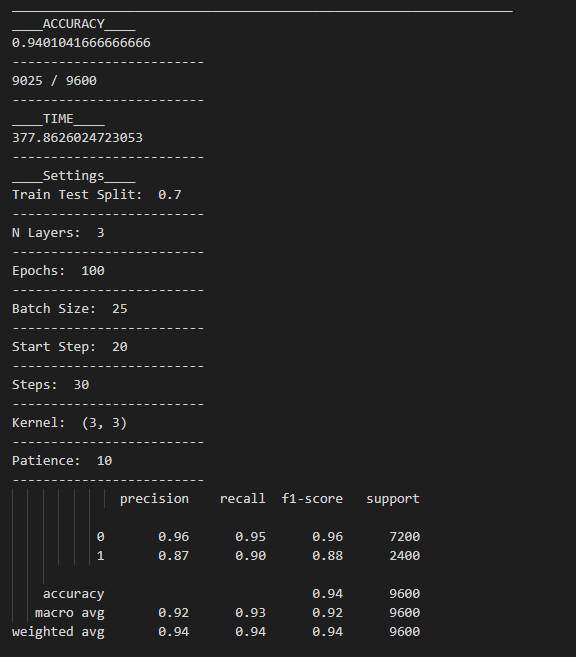 _________________________________________________________________
____ACCURACY____
0.9401041666666666
-------------------------
9025 / 9600
-------------------------
____TIME____
377.8626024723053
-------------------------
____Settings____
Train Test Split:  0.7
-------------------------
N Layers:  3
-------------------------
Epochs:  100
-------------------------
Batch Size:  25
-------------------------
Start Step:  20
-------------------------
Steps:  30
-------------------------
Kernel:  (3, 3)
-------------------------
Patience:  10
-------------------------
              precision    recall  f1-score   support

           0       0.96      0.95      0.96      7200
           1       0.87      0.90      0.88      2400

    accuracy                           0.94      9600
   macro avg       0.92      0.93      0.92      9600
weighted avg       0.94      0.94      0.94      9600